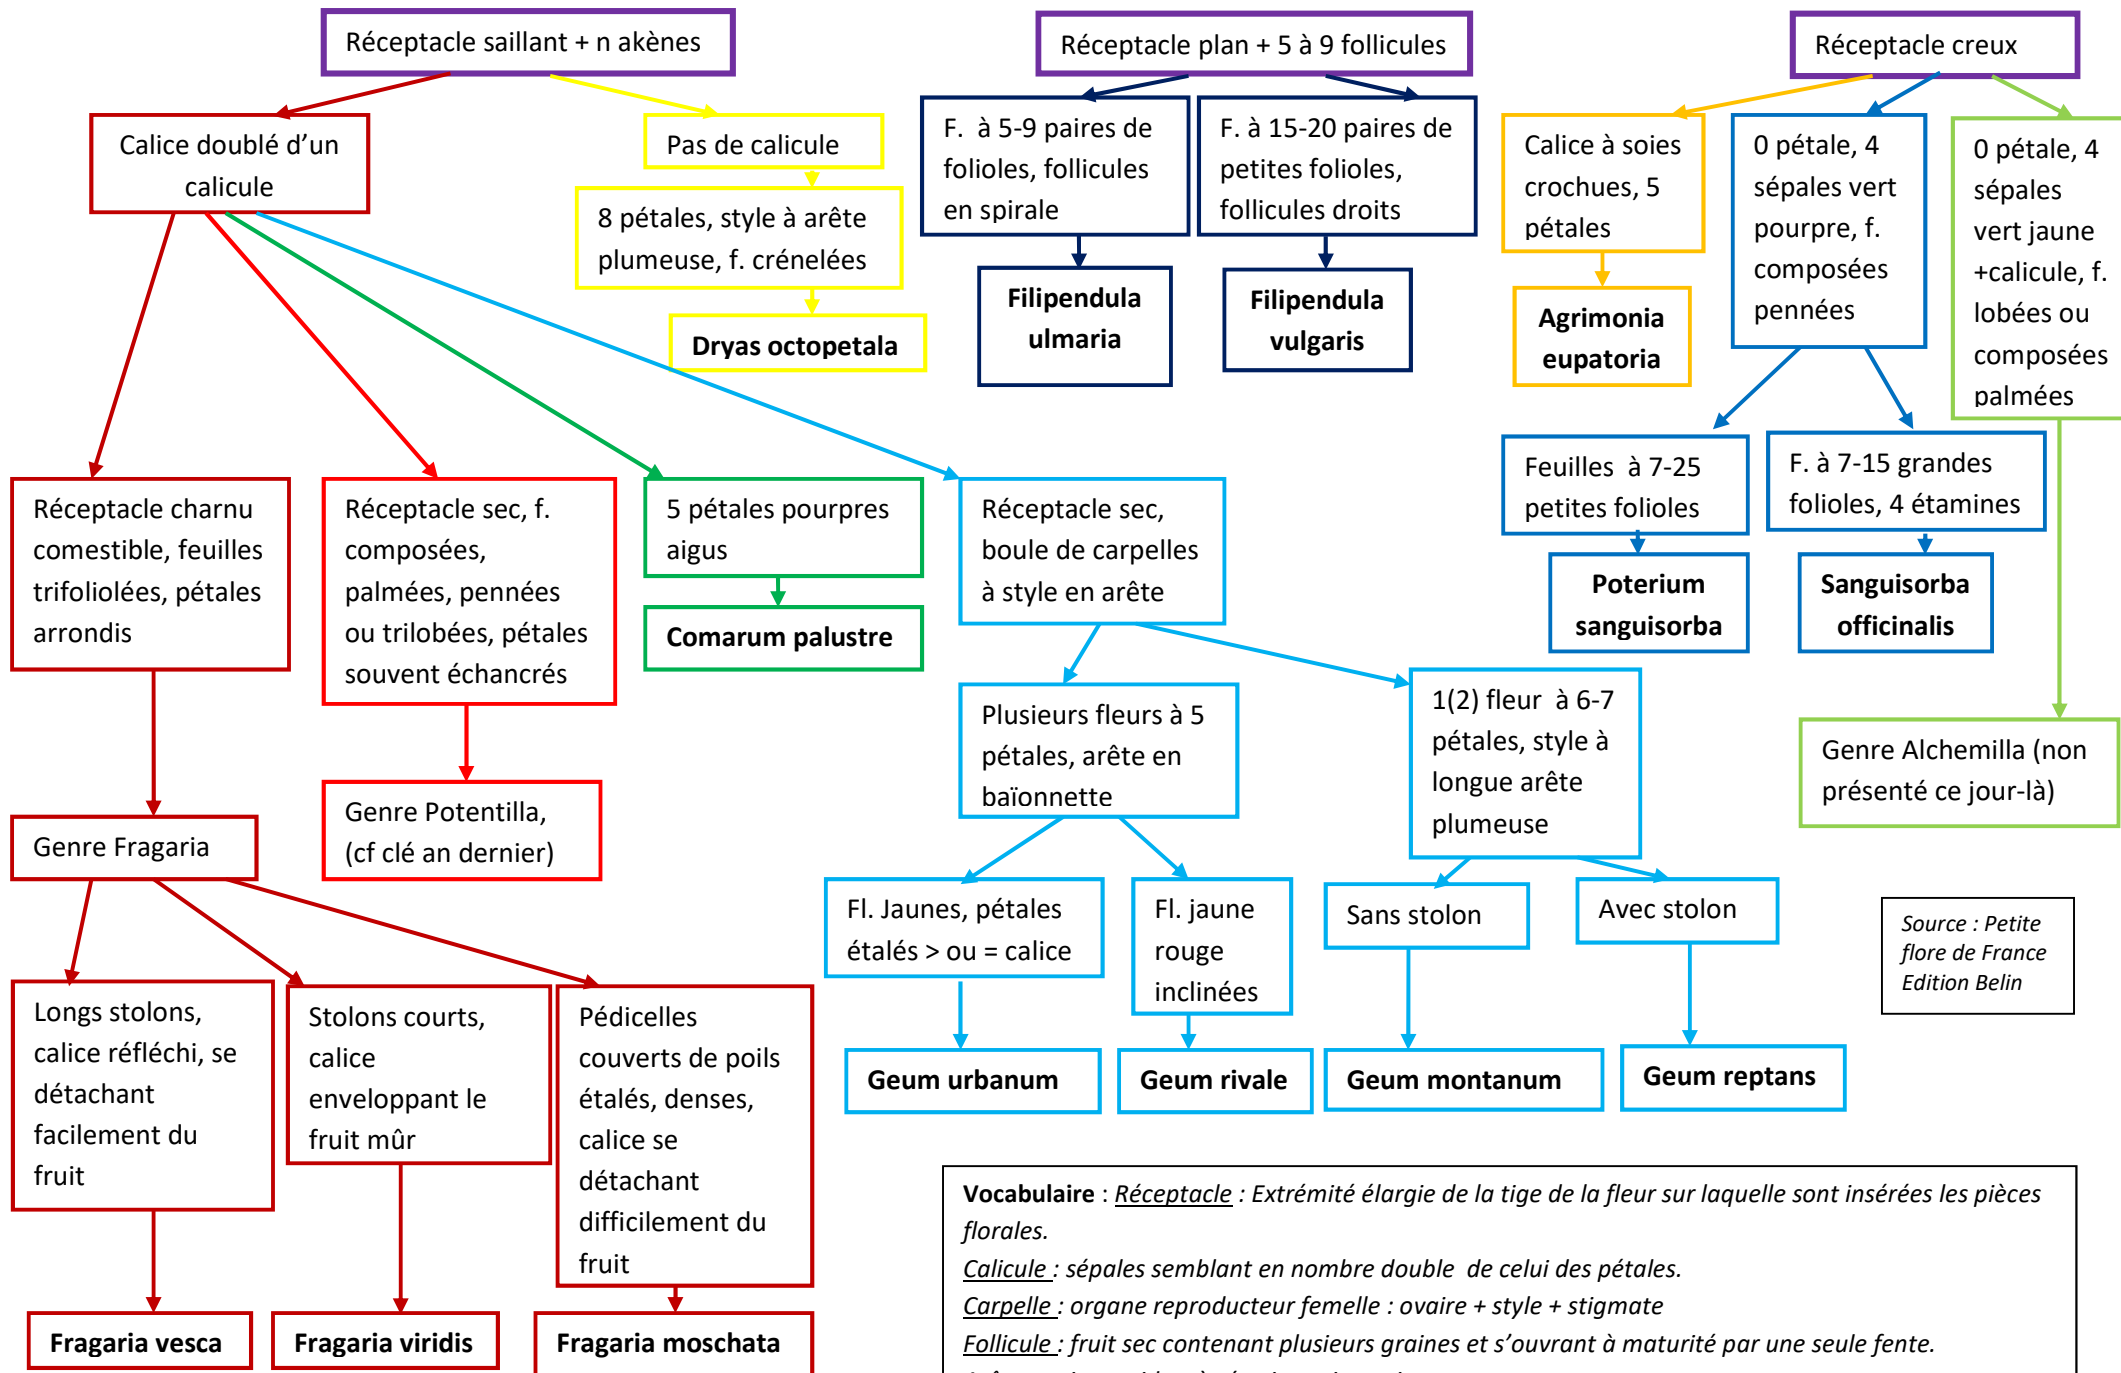 Réceptacle saillant + n akènes
Réceptacle plan + 5 à 9 follicules
Réceptacle creux
Calice doublé d'un
calicule
Pas de calicule
8 pétales, style à arête
plumeuse, f. crénelées
Dryas octopetala
F.  à 5-9 paires de
folioles, follicules
en spirale
Filipendula
ulmaria
F. à 15-20 paires de
petites folioles,
follicules droits
Filipendula
vulgaris
Calice à soies
crochues, 5
pétales
Agrimonia
eupatoria
0 pétale, 4
sépales vert
pourpre, f.
composées
pennées
0 pétale, 4
sépales
vert jaune
+calicule, f.
lobées ou
composées
palmées
Feuilles  à 7-25
petites folioles
F. à 7-15 grandes
folioles, 4 étamines
Poterium
sanguisorba
Sanguisorba
officinalis
Genre Alchemilla (non
présenté ce jour-là)
Réceptacle charnu
comestible, feuilles
trifoliolées, pétales
arrondis
Réceptacle sec, f.
composées,
palmées, pennées
ou trilobées, pétales
souvent échancrés
5 pétales pourpres
aigus
Comarum palustre
Réceptacle sec,
boule de carpelles
à style en arête
Plusieurs fleurs à 5
pétales, arête en
baïonnette
1(2) fleur  à 6-7
pétales, style à
longue arête
plumeuse
Genre Fragaria
Genre Potentilla,
(cf clé an dernier)
Fl. Jaunes, pétales
étalés > ou = calice
Fl. jaune
rouge
inclinées
Sans stolon
Avec stolon
Source : Petite
flore de France
Edition Belin
Longs stolons,
calice réfléchi, se
détachant
facilement du
fruit
Stolons courts,
calice
enveloppant le
fruit mûr
Pédicelles
couverts de poils
étalés, denses,
calice se
détachant
difficilement du
fruit
Geum urbanum
Geum rivale
Geum montanum
Geum reptans
Fragaria vesca
Fragaria viridis
Fragaria moschata
Vocabulaire : Réceptacle : Extrémité élargie de la tige de la fleur sur laquelle sont insérées les pièces
florales.
Calicule : sépales semblant en nombre double  de celui des pétales.
Carpelle : organe reproducteur femelle : ovaire + style + stigmate
Follicule : fruit sec contenant plusieurs graines et s'ouvrant à maturité par une seule fente.